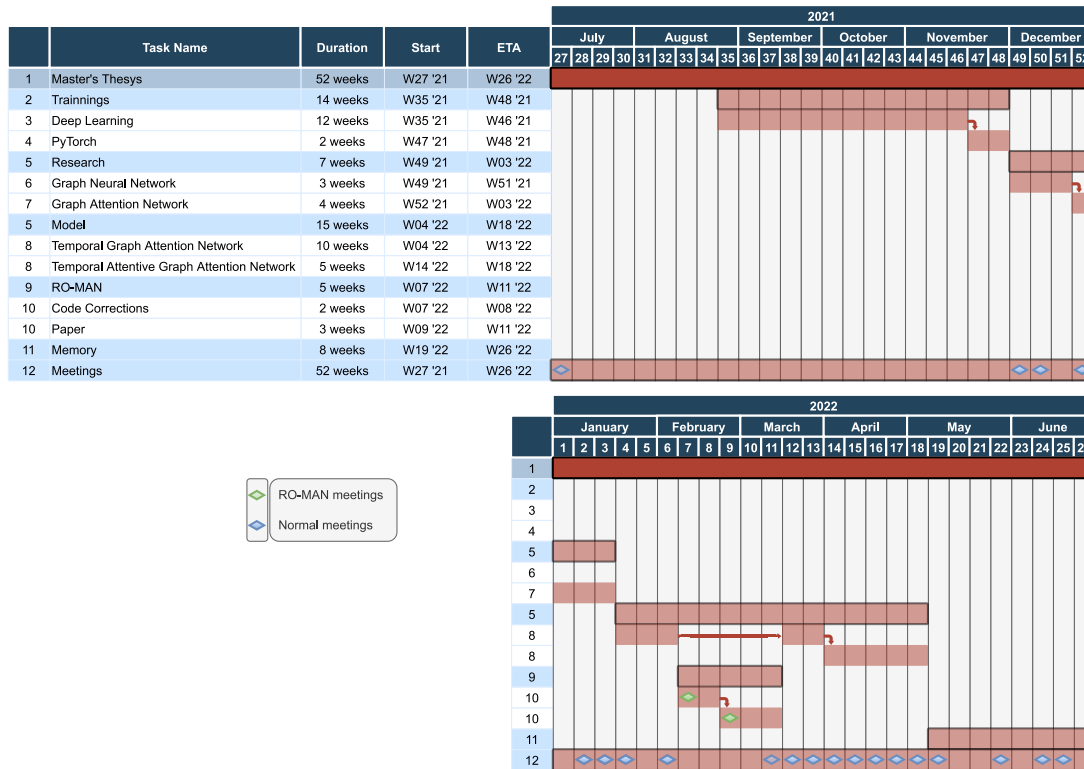 2021
Task Name Duration Start ETA July August September October November December
27 28 29 30 31 32 33 34 35 36 37 38 39 40 41 42 43 44 45 46 47 48 49 50 51
1 Master's Thesys 52 weeks W27 '21 W26 '22
2 Trainnings 14 weeks W35 '21 W48 '21
3 Deep Learning 12 weeks W35 '21 W46 '21
4 PyTorch 2 weeks W47 '21 W48 '21
5 Research 7 weeks W49 '21 W03 '22
6 Graph Neural Network 3 weeks W49 '21 W51 '21
7 Graph Attention Network 4 weeks W52 '21 W03 '22
5 Model 15 weeks W04 '22 W18 '22
8 Temporal Graph Attention Network 10 weeks W04 '22 W13 '22
8 Temporal Attentive Graph Attention Network 5 weeks W14 '22 W18 '22
9 RO-MAN 5 weeks W07 '22 W11 '22
10 Code Corrections 2 weeks W07 '22 W08 '22
10 Paper 3 weeks W09 '22 W11 '22
11 Memory 8 weeks W19 '22 W26 '22
12 Meetings 52 weeks W27 '21 W26 '22
2022
January February March April May June
1 2 3 4 5 6 7 8 9 10 11 12 13 14 15 16 17 18 19 20 21 22 23 24 25
1
2
3
4
5
6
7
5
8
8
9
10
10
11
12
RO-MAN meetings
Normal meetings